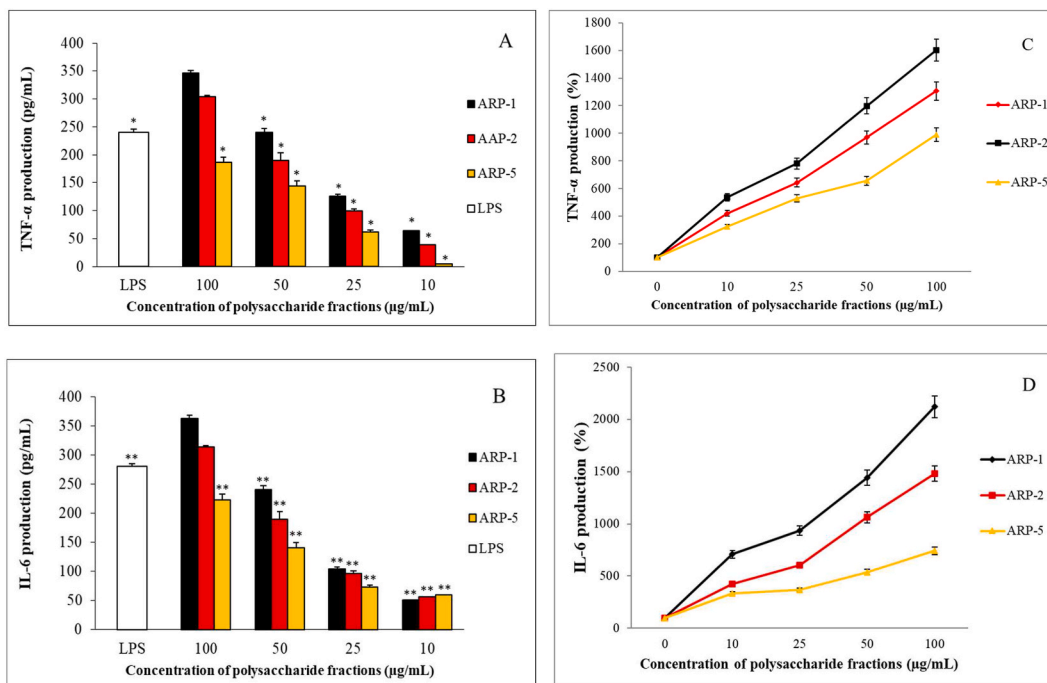 A
TNF-α production (pg/mL)
400
350
300
250
200
150
100
50
0
* * * * * * * * * * *
LPS 100 50 25 10
Concentration of polysaccharide fractions (µg/mL)
ARP-1
AAP-2
ARP-5
LPS
C
TNF-α production (%)
1800
1600
1400
1200
1000
800
600
400
200
0
0 10 25 50 100
Concentration of polysaccharide fractions (µg/mL)
ARP-1
ARP-2
ARP-5
B
IL-6 production (pg/mL)
400
350
300
250
200
150
100
50
0
** ** ** ** ** ** ** ** ** ** **
LPS 100 50 25 10
Concentration of polysaccharide fractions (µg/mL)
ARP-1
ARP-2
ARP-5
LPS
D
IL-6 production (%)
2500
2000
1500
1000
500
0
0 10 25 50 100
Concentration of polysaccharide fractions (µg/mL)
ARP-1
ARP-2
ARP-5